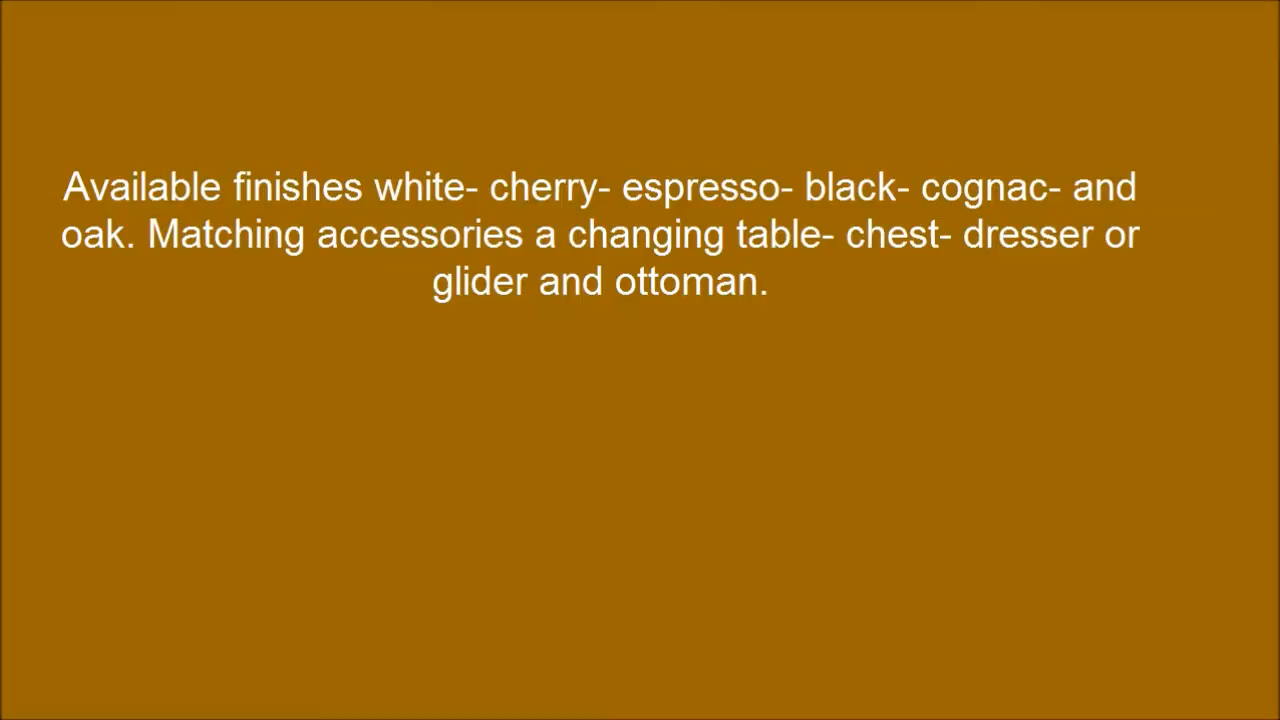 Available finishes white- cherry- espresso- black- cognac- and
oak. Matching accessories a changing table- chest- dresser or
glider and ottoman.